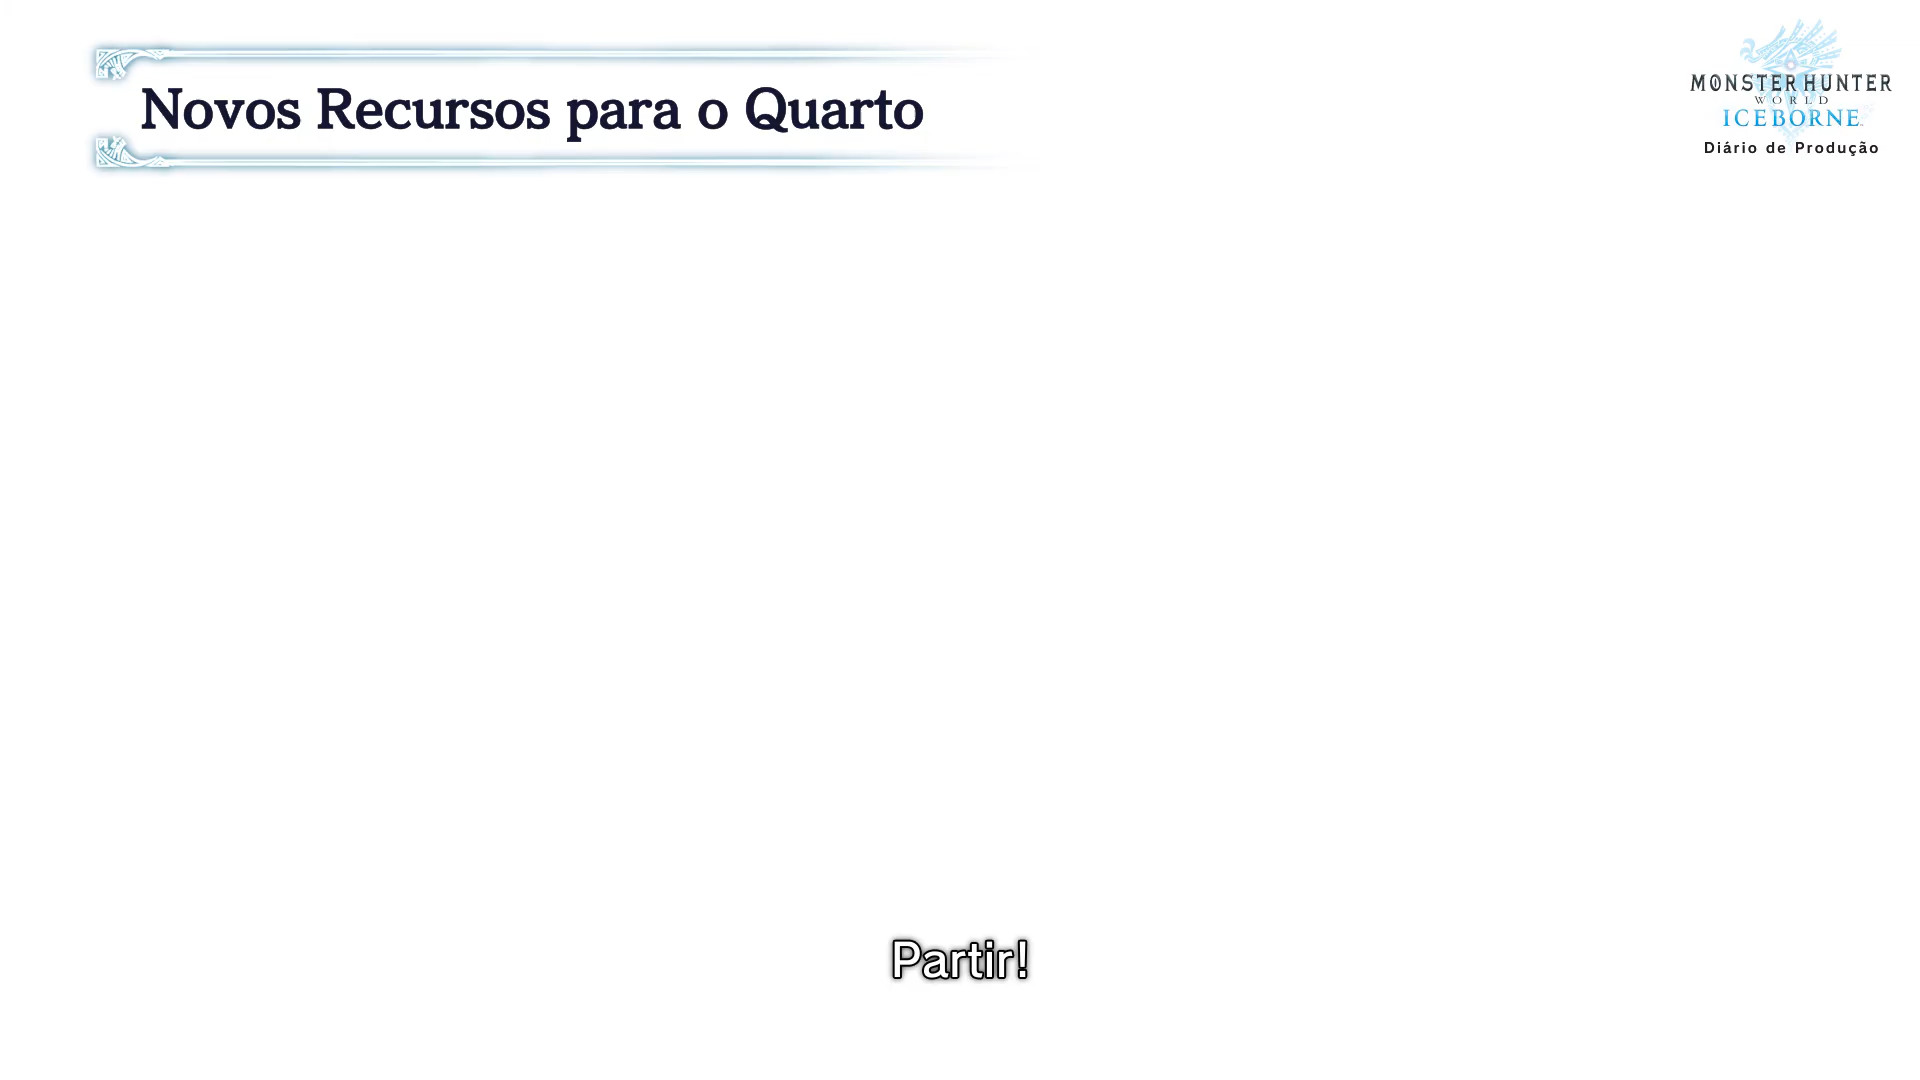 Novos Recursos para o Quarto
MONSTER HUNTER
WORLD
ICEBORNE
Diário de Produção
Partir!